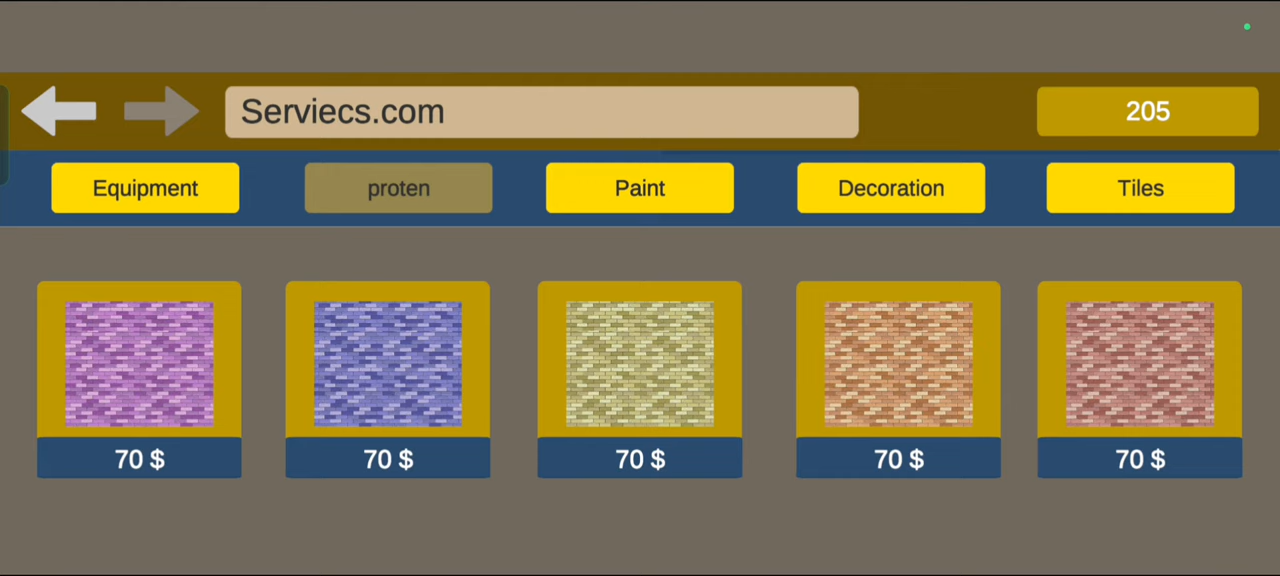 Serviecs.com
205
Equipment
proten
Paint
Decoration
Tiles
70 $
70 $
70 $
70 $
70 $